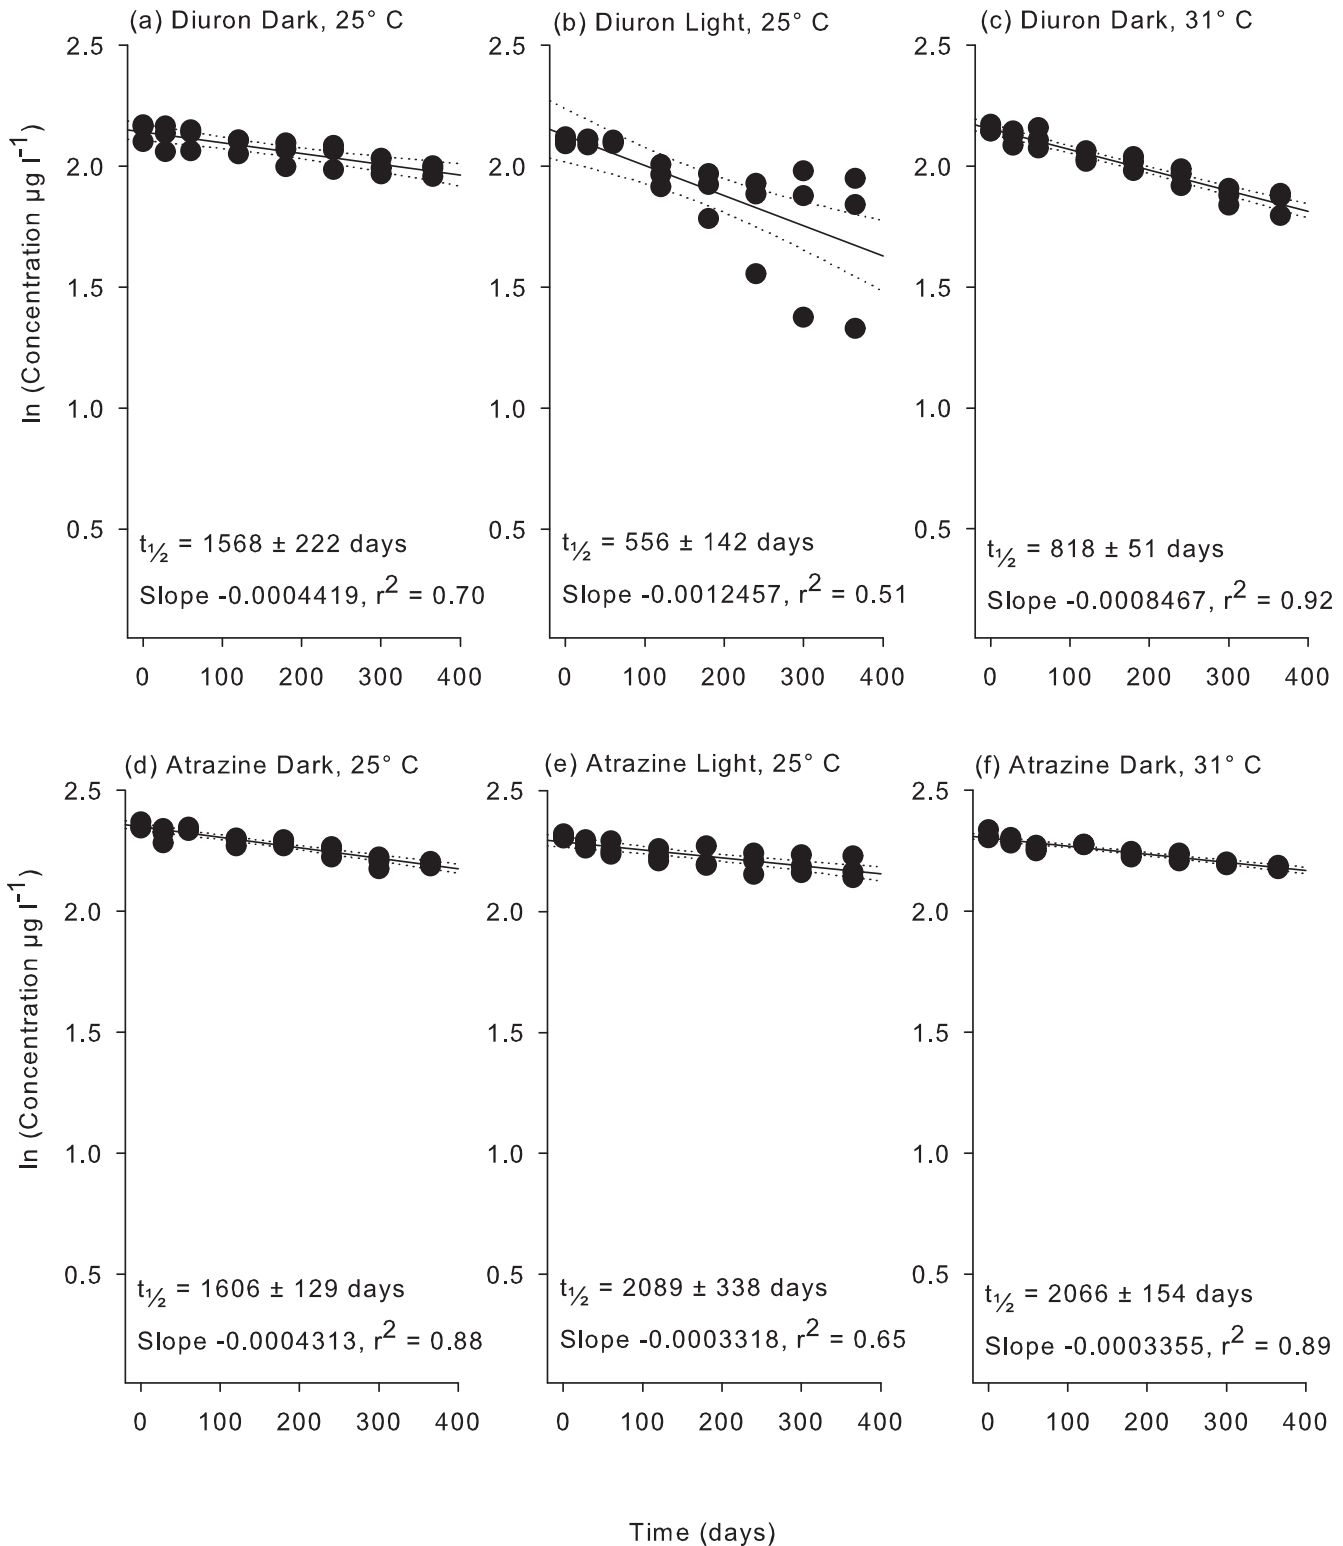 (a) Diuron Dark, 25° C
(b) Diuron Light, 25° C
(c) Diuron Dark, 31° C
ln (Concentration µg l⁻¹)
2.5
2.0
1.5
1.0
0.5
t½ = 1568 ± 222 days
Slope -0.0004419, r² = 0.70
0 100 200 300 400
2.5
2.0
1.5
1.0
0.5
t½ = 556 ± 142 days
Slope -0.0012457, r² = 0.51
0 100 200 300 400
2.5
2.0
1.5
1.0
0.5
t½ = 818 ± 51 days
Slope -0.0008467, r² = 0.92
0 100 200 300 400
(d) Atrazine Dark, 25° C
(e) Atrazine Light, 25° C
(f) Atrazine Dark, 31° C
ln (Concentration µg l⁻¹)
2.5
2.0
1.5
1.0
0.5
t½ = 1606 ± 129 days
Slope -0.0004313, r² = 0.88
0 100 200 300 400
2.5
2.0
1.5
1.0
0.5
t½ = 2089 ± 338 days
Slope -0.0003318, r² = 0.65
0 100 200 300 400
2.5
2.0
1.5
1.0
0.5
t½ = 2066 ± 154 days
Slope -0.0003355, r² = 0.89
0 100 200 300 400
Time (days)